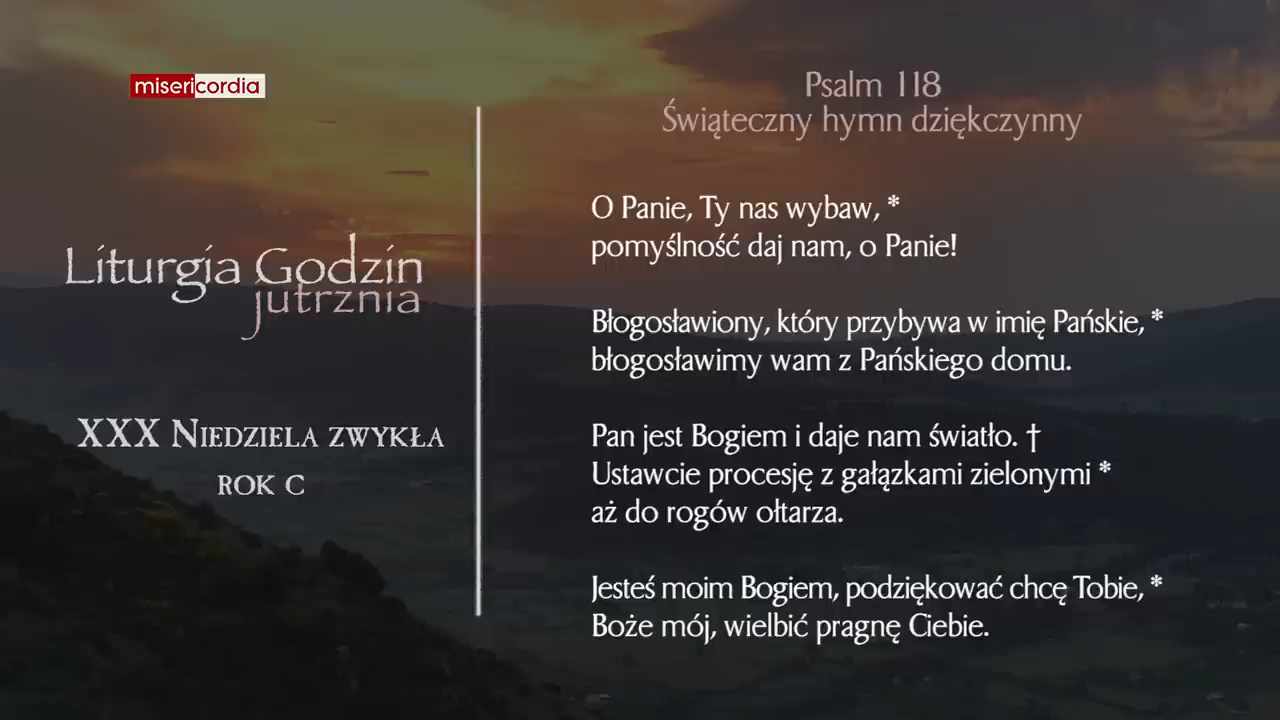 misericordia
Liturgia Godzin
jutrznia
XXX Niedziela zwykła
rok C
Psalm 118
Świąteczny hymn dziękczynny
O Panie, Ty nas wybaw, *
pomyślność daj nam, o Panie!
Błogosławiony, który przybywa w imię Pańskie, *
błogosławimy wam z Pańskiego domu.
Pan jest Bogiem i daje nam światło. †
Ustawcie procesję z gałązkami zielonymi *
aż do rogów ołtarza.
Jesteś moim Bogiem, podziękować chcę Tobie, *
Boże mój, wielbić pragnę Ciebie.